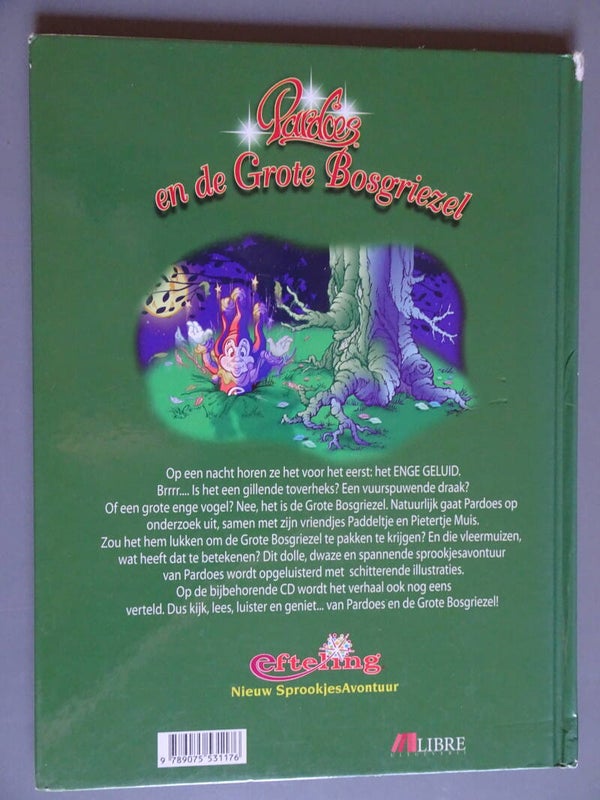 Pardoes
en de Grote Bosgriezel
Op een nacht horen ze het voor het eerst: het ENGE GELUID.
Brrrr.... Is het een gillende toverheks? Een vuurspuwende draak?
Of een grote enge vogel? Nee, het is de Grote Bosgriezel. Natuurlijk gaat Pardoes op
onderzoek uit, samen met zijn vriendjes Paddeltje en Pietertje Muis.
Zou het hem lukken om de Grote Bosgriezel te pakken te krijgen? En die vleermuizen,
wat heeft dat te betekenen? Dit dolle, dwaze en spannende sprookjesavontuur
van Pardoes wordt opgeluisterd met schitterende illustraties.
Op de bijbehorende CD wordt het verhaal ook nog eens
verteld. Dus kijk, lees, luister en geniet... van Pardoes en de Grote Bosgriezel!
efteling
Nieuw SprookjesAvontuur
9 789075 531176
LIBRE
UITGEVERIJ